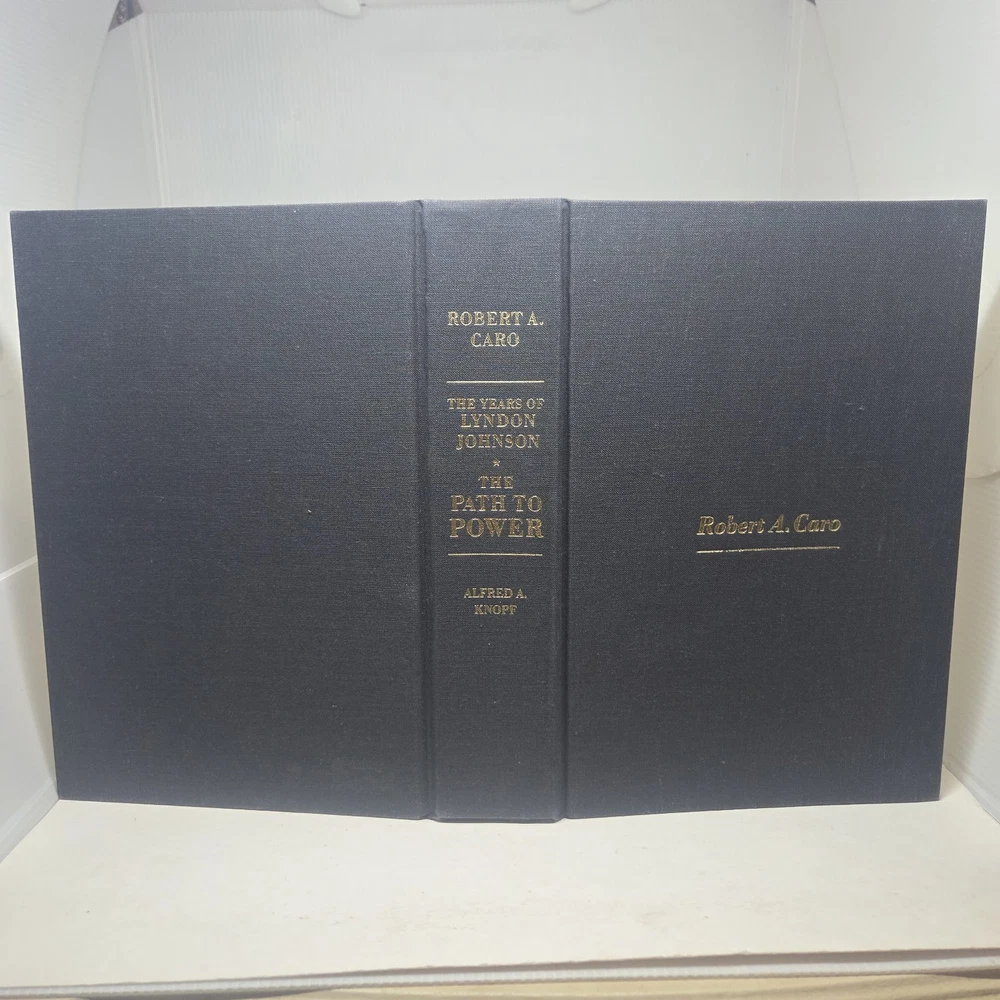 ROBERT A.
CARO
THE YEARS OF
LYNDON
JOHNSON
*
THE
PATH TO
POWER
ALFRED A.
KNOPF
Robert A. Caro